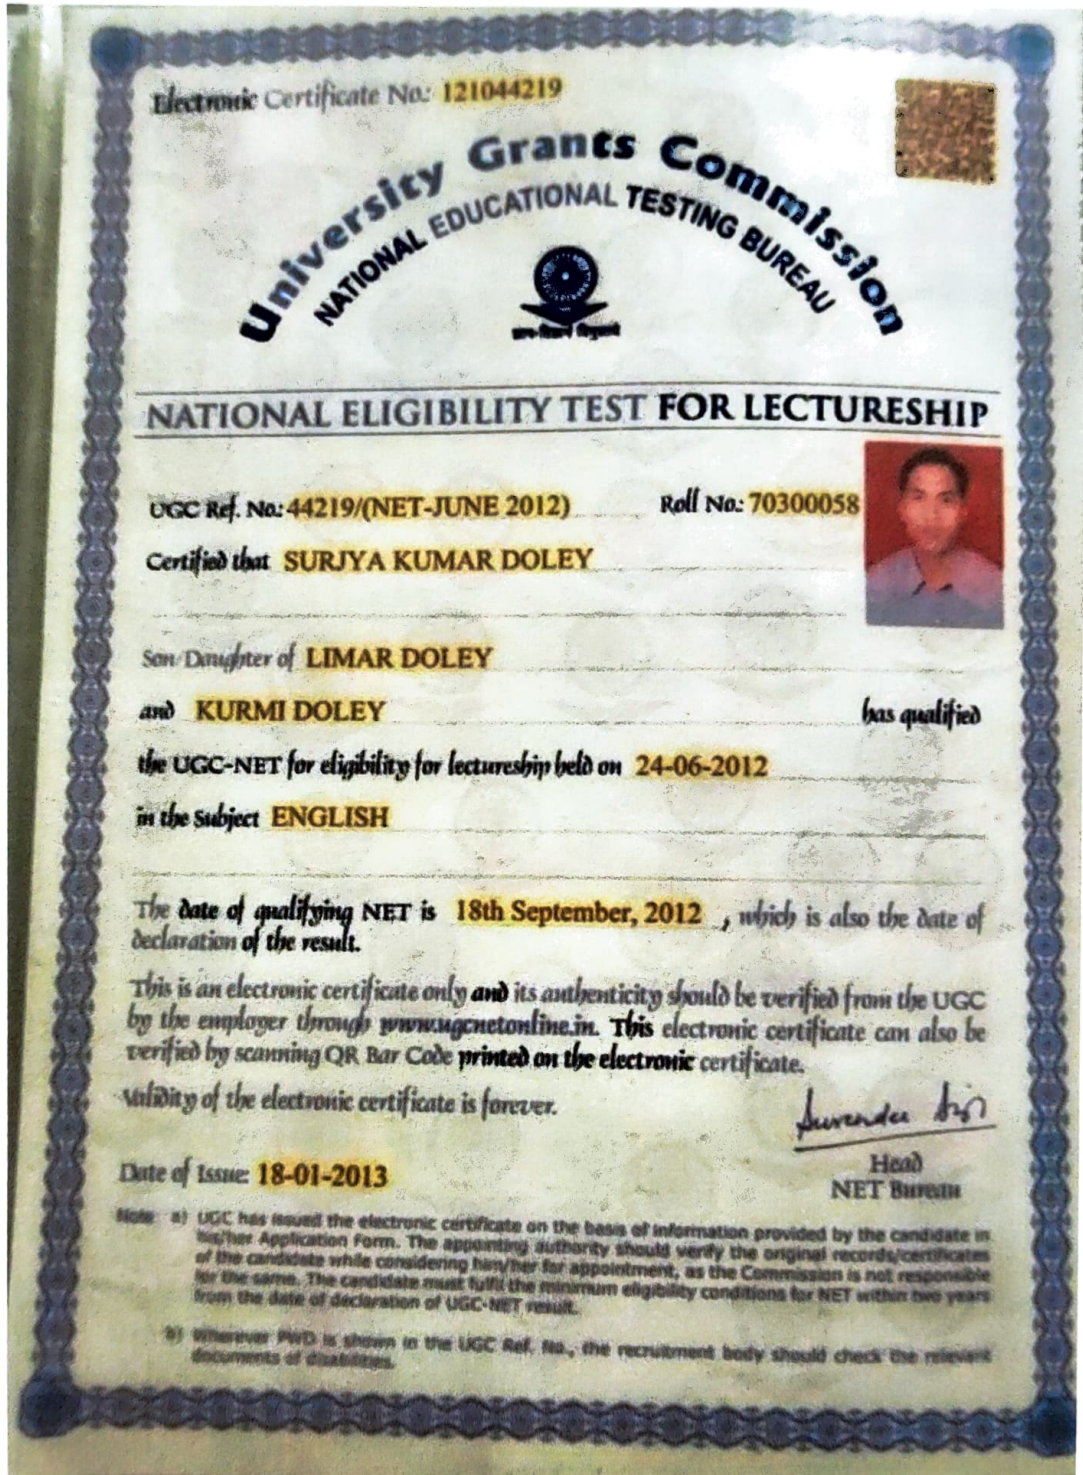 Electronic Certificate No.: 121044219
University Grants Commission
NATIONAL EDUCATIONAL TESTING BUREAU
NATIONAL ELIGIBILITY TEST FOR LECTURESHIP
UGC Ref. No.: 44219/(NET-JUNE 2012) Roll No.: 70300058
Certified that SURJYA KUMAR DOLEY
Son/Daughter of LIMAR DOLEY
and KURMI DOLEY has qualified
the UGC-NET for eligibility for lectureship held on 24-06-2012
in the Subject ENGLISH
The date of qualifying NET is 18th September, 2012 , which is also the date of
declaration of the result.
This is an electronic certificate only and its authenticity should be verified from the UGC
by the employer through www.ugcnetonline.in. This electronic certificate can also be
verified by scanning QR Bar Code printed on the electronic certificate.
Validity of the electronic certificate is forever.
Date of Issue: 18-01-2013
Head
NET Bureau
Note: a) UGC has issued the electronic certificate on the basis of information provided by the candidate in
his/her Application Form. The appointing authority should verify the original records/certificates
of the candidate while considering him/her for appointment, as the Commission is not responsible
for the same. The candidate must fulfil the minimum eligibility conditions for NET within two years
from the date of declaration of UGC-NET result.
b) Wherever PWD is shown in the UGC Ref. No., the recruitment body should check the relevant
documents of disabilities.